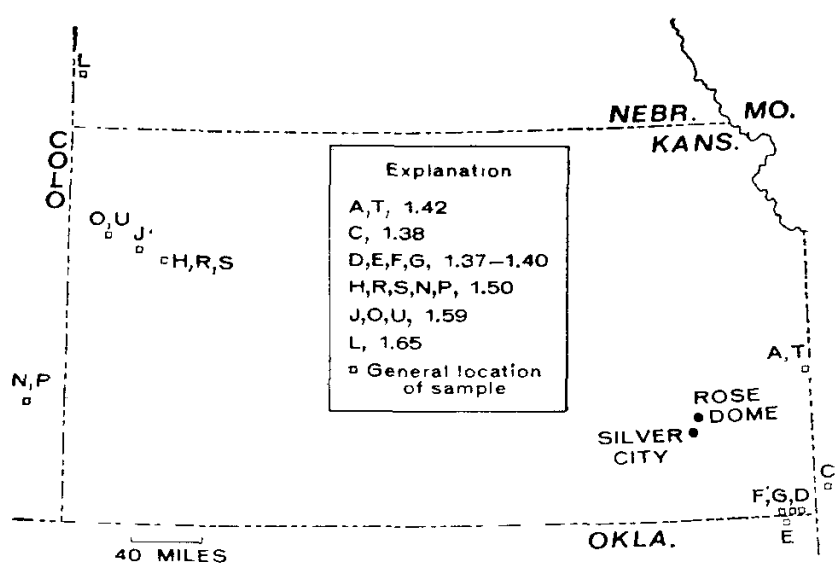 L
NEBR. MO.
KANS.
COLO
Explanation
A,T, 1.42
C, 1.38
D,E,F,G, 1.37–1.40
H,R,S,N,P, 1.50
J,O,U, 1.59
L, 1.65
General location
of sample
O,U
J
H,R,S
N,P
A,T
ROSE
DOME
SILVER
CITY
C
F,G,D
E
OKLA.
40 MILES